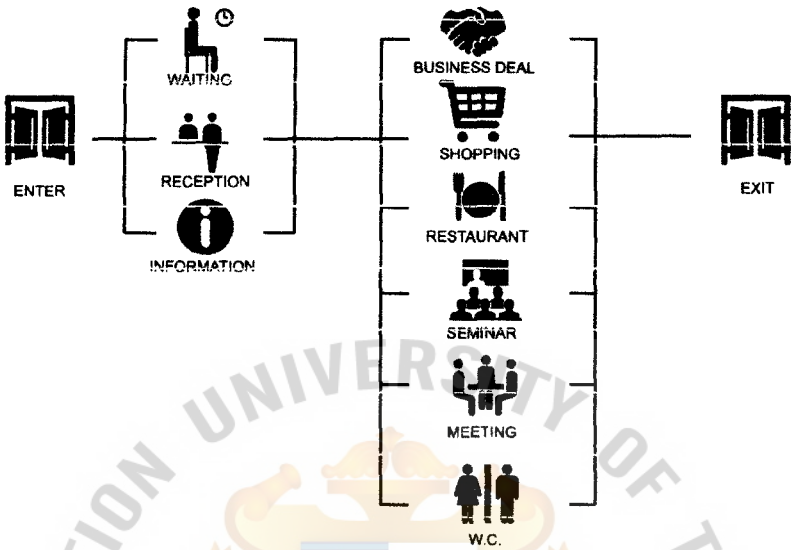 ENTER
WAITING
RECEPTION
INFORMATION
BUSINESS DEAL
SHOPPING
RESTAURANT
SEMINAR
MEETING
W.C.
EXIT
UNIVERSITY OF